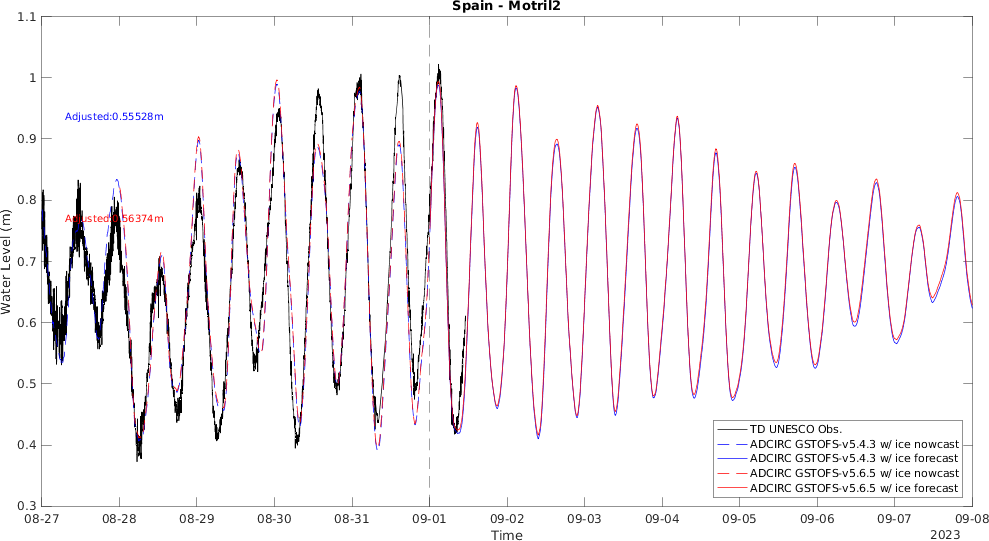 Spain - Motril2
1.1
1
0.9
0.8
0.7
0.6
0.5
0.4
0.3
Water Level (m)
Adjusted:0.55528m
Adjusted:0.56374m
TD UNESCO Obs.
ADCIRC GSTOFS-v5.4.3 w/ ice nowcast
ADCIRC GSTOFS-v5.4.3 w/ ice forecast
ADCIRC GSTOFS-v5.6.5 w/ ice nowcast
ADCIRC GSTOFS-v5.6.5 w/ ice forecast
08-27 08-28 08-29 08-30 08-31 09-01 09-02 09-03 09-04 09-05 09-06 09-07 09-08
Time
2023